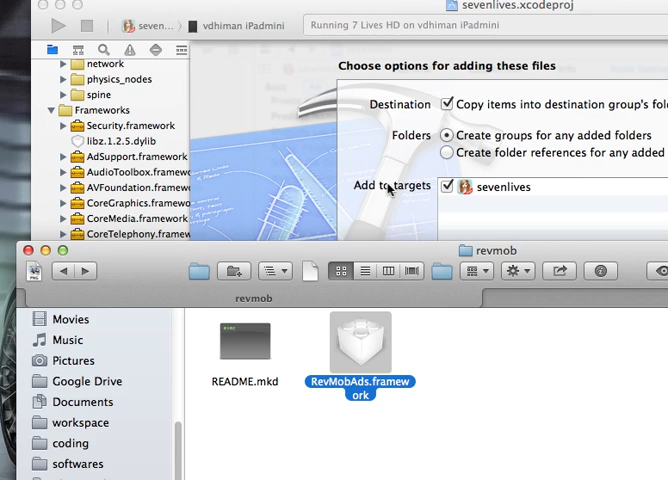 sevenlives.xcodeproj
seven... vdhiman iPadmini
Running 7 Lives HD on vdhiman iPadmini
network
physics_nodes
spine
Frameworks
Security.framework
libz.1.2.5.dylib
AdSupport.framework
AudioToolbox.framew
AVFoundation.frame
CoreGraphics.frame
CoreMedia.framewor
CoreTelephony.framew
Choose options for adding these files
Destination
Copy items into destination group's fol
Folders
Create groups for any added folders
Create folder references for any added
Add to targets
sevenlives
revmob
revmob
Movies
Music
Pictures
Google Drive
Documents
workspace
coding
softwares
README.mkd
RevMobAds.framew
ork